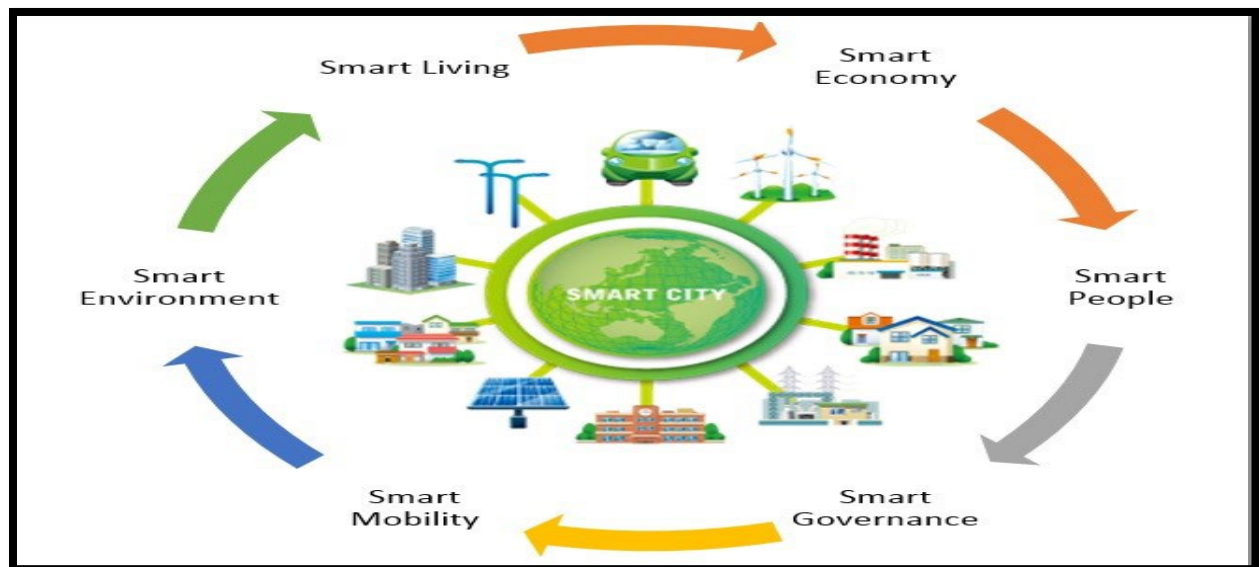 Smart Living
Smart
Economy
Smart
People
Smart
Governance
Smart
Mobility
Smart
Environment
SMART CITY